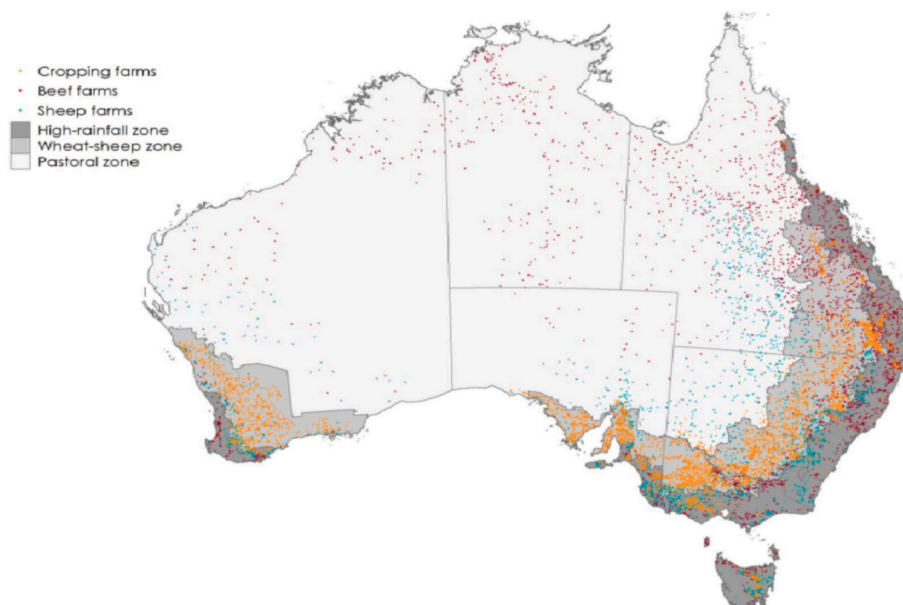 Cropping farms
Beef farms
Sheep farms
High-rainfall zone
Wheat-sheep zone
Pastoral zone